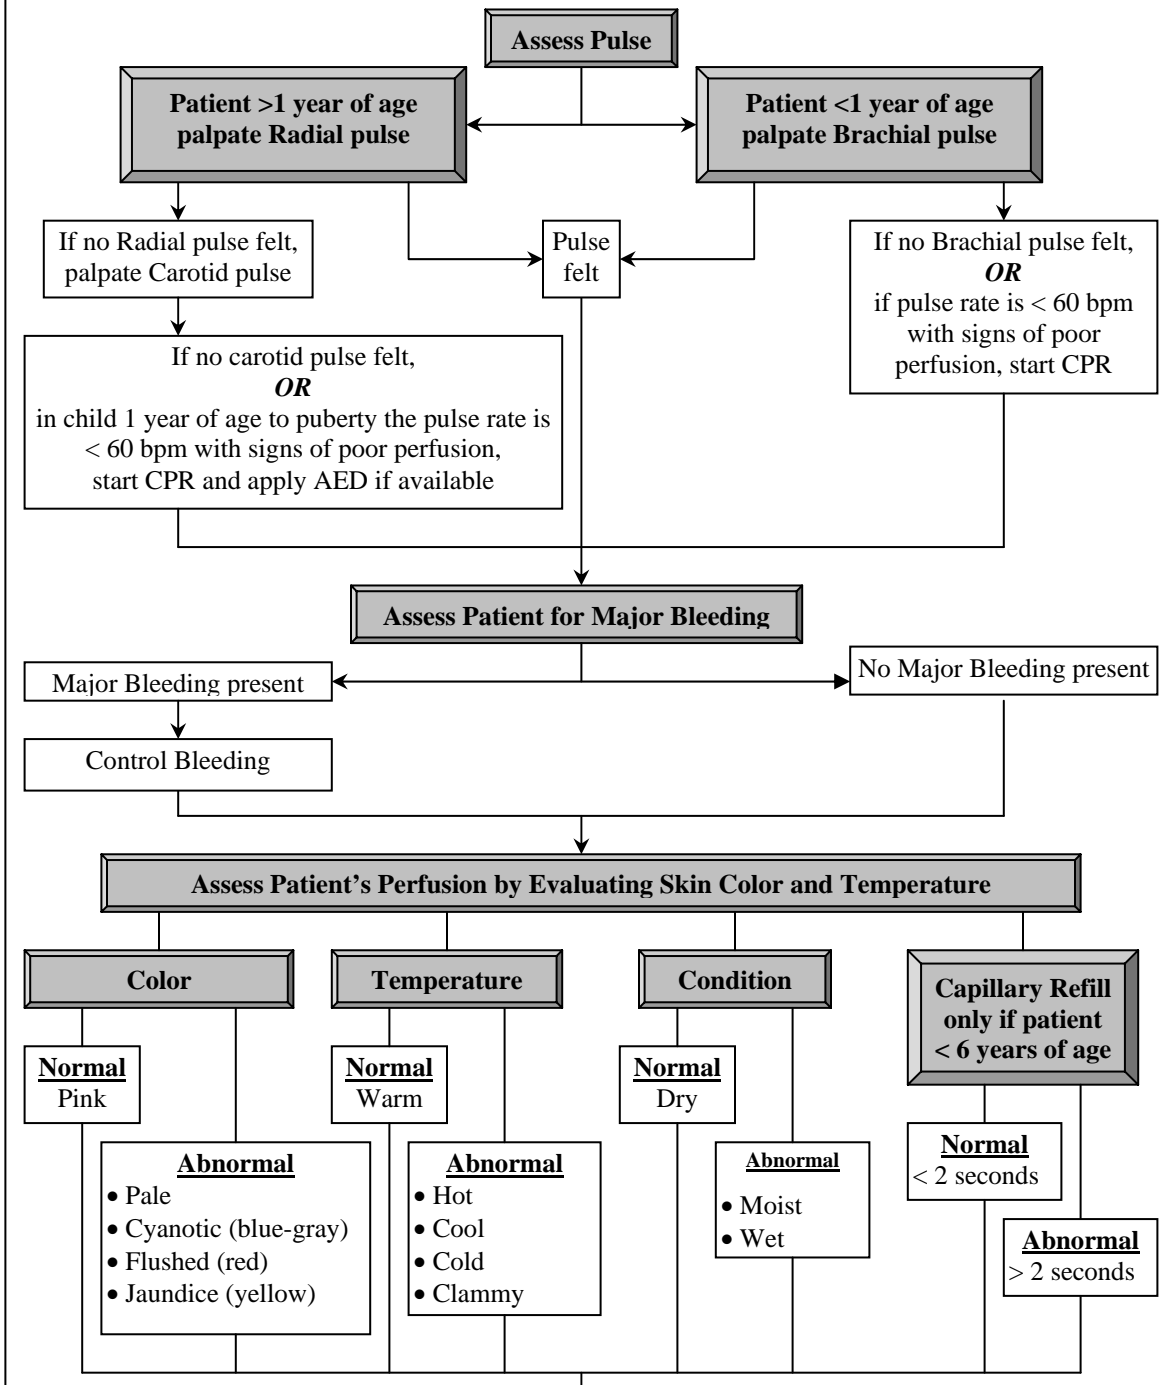 Assess Pulse
Patient >1 year of age
palpate Radial pulse
Patient <1 year of age
palpate Brachial pulse
If no Radial pulse felt,
palpate Carotid pulse
Pulse
felt
If no Brachial pulse felt,
OR
if pulse rate is < 60 bpm
with signs of poor
perfusion, start CPR
If no carotid pulse felt,
OR
in child 1 year of age to puberty the pulse rate is
< 60 bpm with signs of poor perfusion,
start CPR and apply AED if available
Assess Patient for Major Bleeding
Major Bleeding present
No Major Bleeding present
Control Bleeding
Assess Patient’s Perfusion by Evaluating Skin Color and Temperature
Color
Temperature
Condition
Capillary Refill
only if patient
< 6 years of age
Normal
Pink
Normal
Warm
Normal
Dry
Normal
< 2 seconds
Abnormal
• Pale
• Cyanotic (blue-gray)
• Flushed (red)
• Jaundice (yellow)
Abnormal
• Hot
• Cool
• Cold
• Clammy
Abnormal
• Moist
• Wet
Abnormal
> 2 seconds